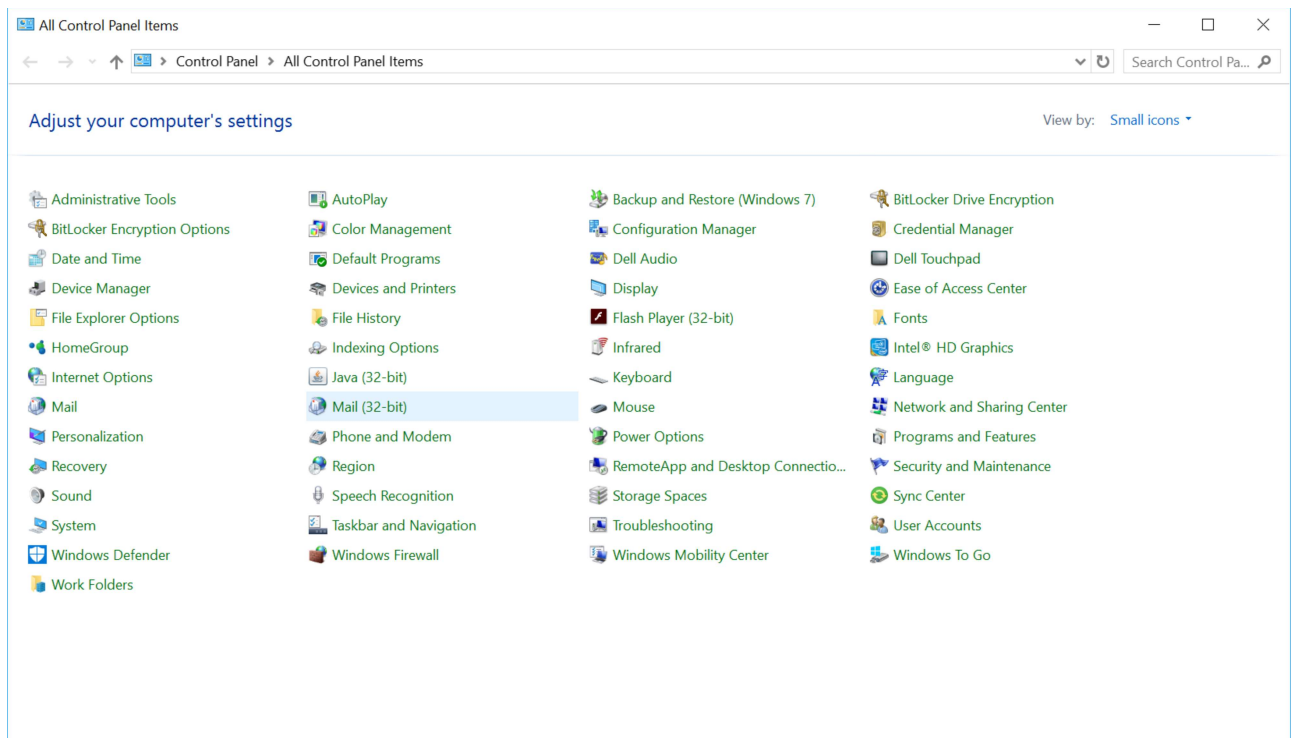 All Control Panel Items
Control Panel > All Control Panel Items
Search Control Pa...
Adjust your computer's settings
View by: Small icons
Administrative Tools AutoPlay Backup and Restore (Windows 7) BitLocker Drive Encryption
BitLocker Encryption Options Color Management Configuration Manager Credential Manager
Date and Time Default Programs Dell Audio Dell Touchpad
Device Manager Devices and Printers Display Ease of Access Center
File Explorer Options File History Flash Player (32-bit) Fonts
HomeGroup Indexing Options Infrared Intel® HD Graphics
Internet Options Java (32-bit) Keyboard Language
Mail Mail (32-bit) Mouse Network and Sharing Center
Personalization Phone and Modem Power Options Programs and Features
Recovery Region RemoteApp and Desktop Connectio... Security and Maintenance
Sound Speech Recognition Storage Spaces Sync Center
System Taskbar and Navigation Troubleshooting User Accounts
Windows Defender Windows Firewall Windows Mobility Center Windows To Go
Work Folders